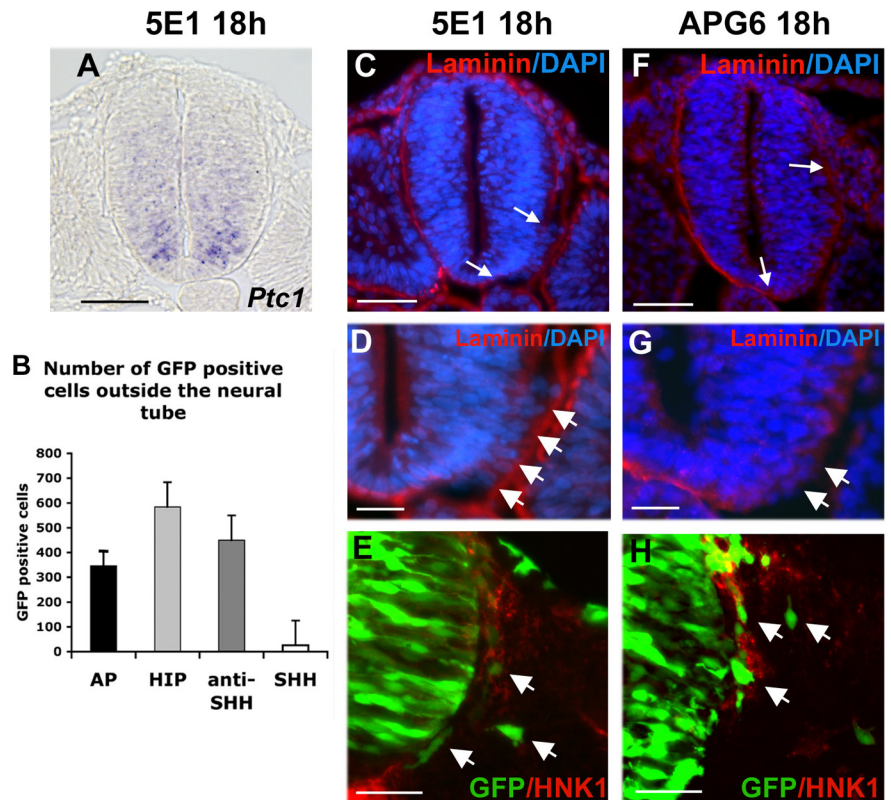 5E1 18h
5E1 18h
APG6 18h
A
Ptc1
C
Laminin/DAPI
F
Laminin/DAPI
B
Number of GFP positive
cells outside the neural
tube
GFP positive cells
800
700
600
500
400
300
200
100
0
AP
HIP
anti-
SHH
SHH
D
Laminin/DAPI
G
Laminin/DAPI
E
GFP/HNK1
H
GFP/HNK1